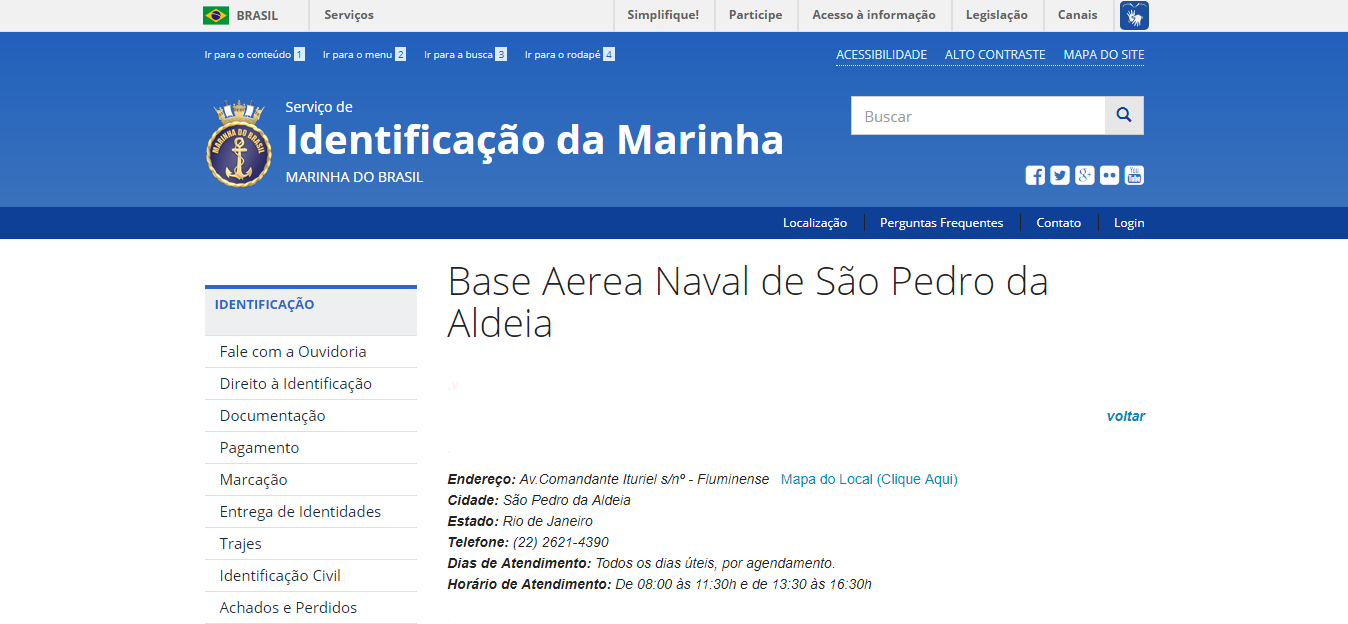 BRASIL
Serviços
Simplifique!
Participe
Acesso à informação
Legislação
Canais
Ir para o conteúdo 1
Ir para o menu 2
Ir para a busca 3
Ir para o rodapé 4
ACESSIBILIDADE
ALTO CONTRASTE
MAPA DO SITE
MARINHA DO BRASIL
Serviço de
Identificação da Marinha
MARINHA DO BRASIL
Buscar
You Tube
Localização
Perguntas Frequentes
Contato
Login
IDENTIFICAÇÃO
Fale com a Ouvidoria
Direito à Identificação
Documentação
Pagamento
Marcação
Entrega de Identidades
Trajes
Identificação Civil
Achados e Perdidos
Base Aerea Naval de São Pedro da
Aldeia
.v
voltar
.
Endereço: Av.Comandante Ituriel s/nº - Fluminense Mapa do Local (Clique Aqui)
Cidade: São Pedro da Aldeia
Estado: Rio de Janeiro
Telefone: (22) 2621-4390
Dias de Atendimento: Todos os dias úteis, por agendamento.
Horário de Atendimento: De 08:00 às 11:30h e de 13:30 às 16:30h